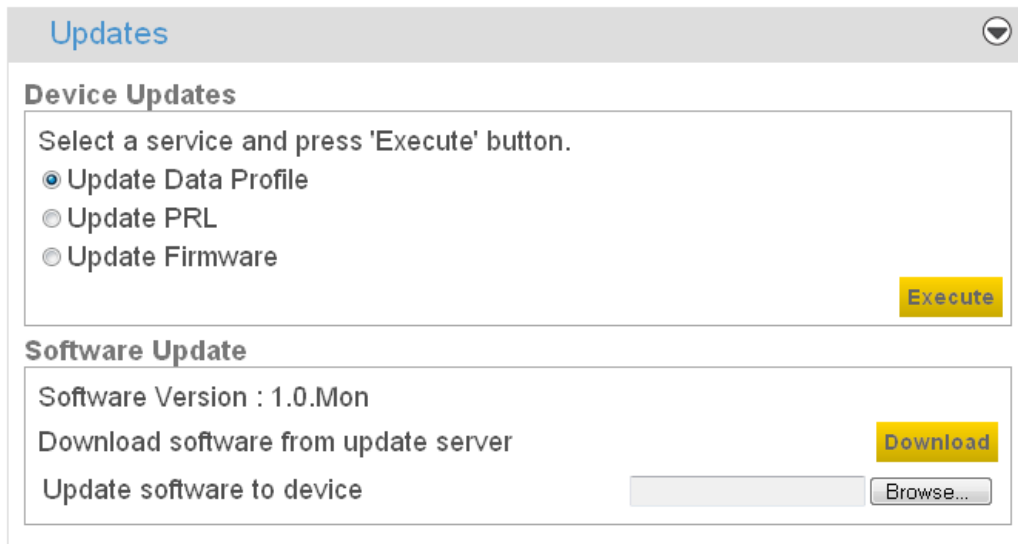 Updates
Device Updates
Select a service and press 'Execute' button.
Update Data Profile
Update PRL
Update Firmware
Execute
Software Update
Software Version : 1.0.Mon
Download software from update server
Download
Update software to device
Browse...